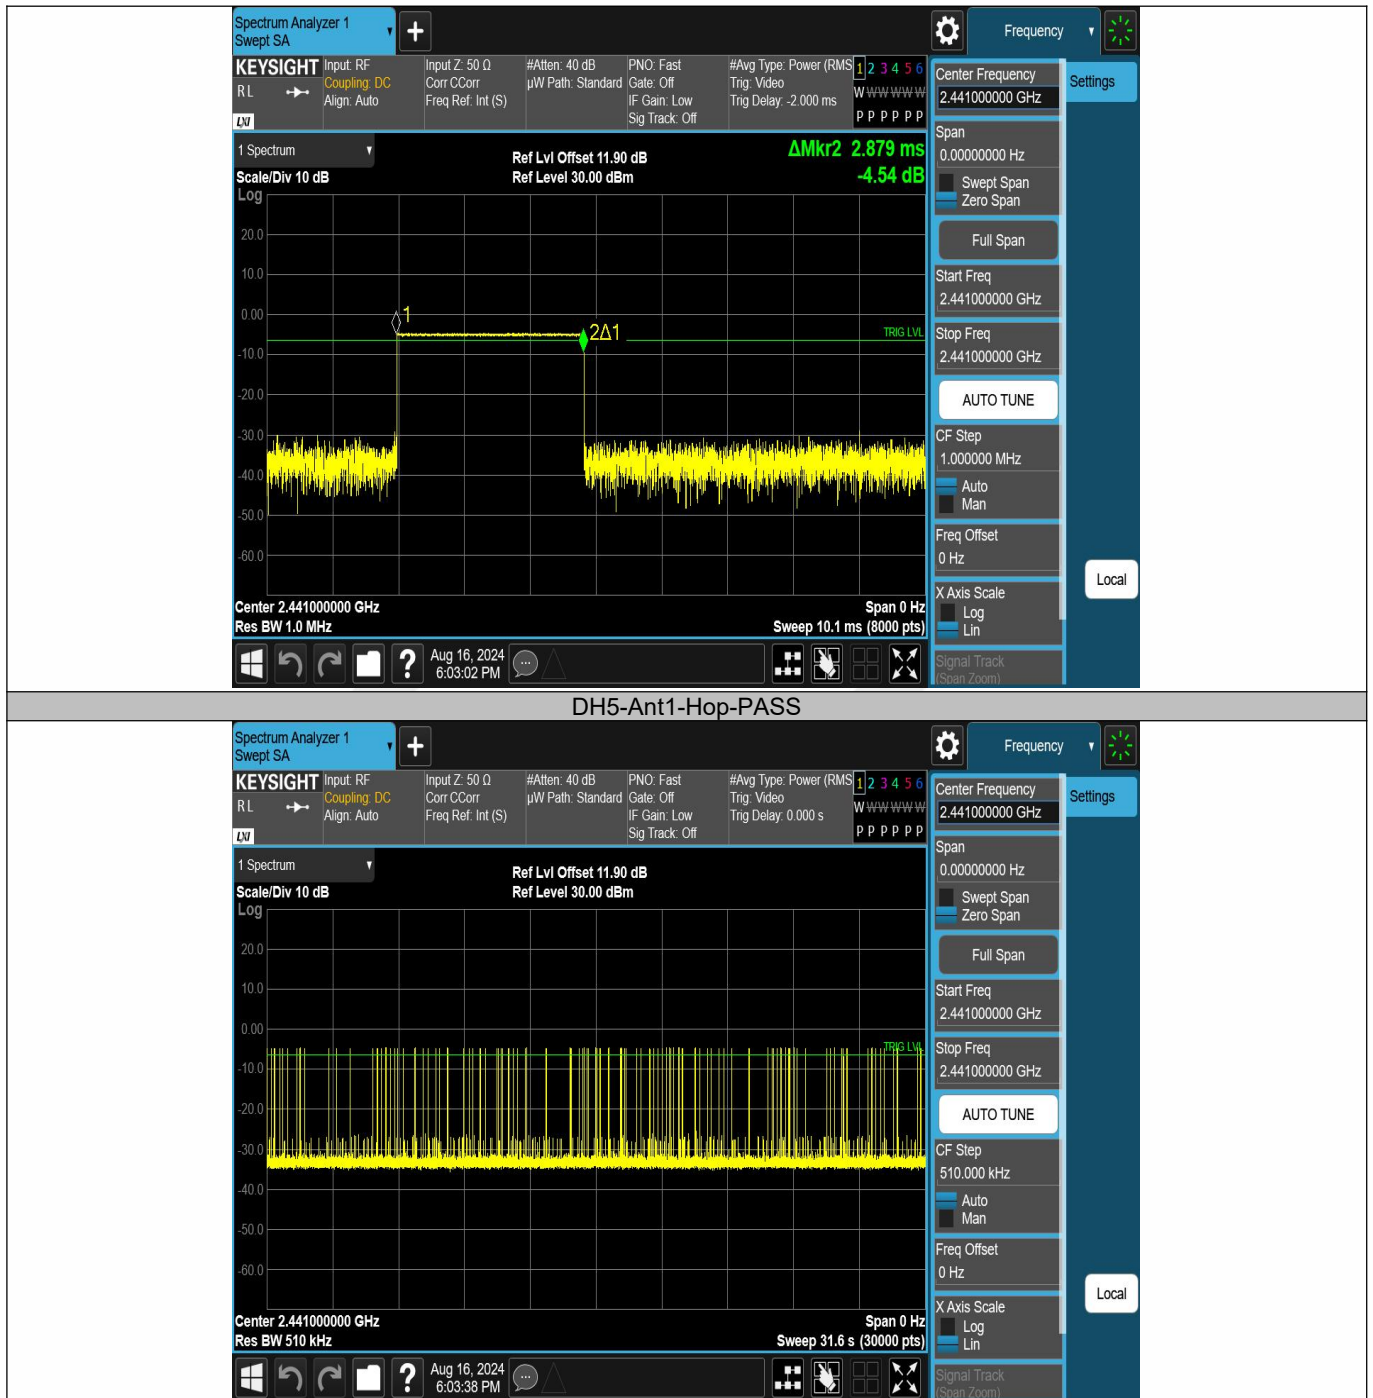 Spectrum Analyzer 1
Swept SA
Frequency
KEYSIGHT
RL
LXI
Input: RF
Coupling: DC
Align: Auto
Input Z: 50 Ω
Corr CCorr
Freq Ref: Int (S)
#Atten: 40 dB
µW Path: Standard
PNO: Fast
Gate: Off
IF Gain: Low
Sig Track: Off
#Avg Type: Power (RMS
Trig: Video
Trig Delay: -2.000 ms
1 2 3 4 5 6
W W W W W W
P P P P P P
1 Spectrum
Scale/Div 10 dB
Log
Ref Lvl Offset 11.90 dB
Ref Level 30.00 dBm
ΔMkr2 2.879 ms
-4.54 dB
20.0
10.0
0.00
-10.0
-20.0
-30.0
-40.0
-50.0
-60.0
1
2Δ1
TRIG LVL
Center 2.441000000 GHz
Res BW 1.0 MHz
Span 0 Hz
Sweep 10.1 ms (8000 pts)
Aug 16, 2024
6:03:02 PM
Center Frequency
2.441000000 GHz
Settings
Span
0.00000000 Hz
Swept Span
Zero Span
Full Span
Start Freq
2.441000000 GHz
Stop Freq
2.441000000 GHz
AUTO TUNE
CF Step
1.000000 MHz
Auto
Man
Freq Offset
0 Hz
X Axis Scale
Log
Lin
Signal Track
(Span Zoom)
Local
DH5-Ant1-Hop-PASS
Spectrum Analyzer 1
Swept SA
Frequency
KEYSIGHT
RL
LXI
Input: RF
Coupling: DC
Align: Auto
Input Z: 50 Ω
Corr CCorr
Freq Ref: Int (S)
#Atten: 40 dB
µW Path: Standard
PNO: Fast
Gate: Off
IF Gain: Low
Sig Track: Off
#Avg Type: Power (RMS
Trig: Video
Trig Delay: 0.000 s
1 2 3 4 5 6
W W W W W W
P P P P P P
1 Spectrum
Scale/Div 10 dB
Log
Ref Lvl Offset 11.90 dB
Ref Level 30.00 dBm
20.0
10.0
0.00
-10.0
-20.0
-30.0
-40.0
-50.0
-60.0
TRIG LVL
Center 2.441000000 GHz
Res BW 510 kHz
Span 0 Hz
Sweep 31.6 s (30000 pts)
Aug 16, 2024
6:03:38 PM
Center Frequency
2.441000000 GHz
Settings
Span
0.00000000 Hz
Swept Span
Zero Span
Full Span
Start Freq
2.441000000 GHz
Stop Freq
2.441000000 GHz
AUTO TUNE
CF Step
510.000 kHz
Auto
Man
Freq Offset
0 Hz
X Axis Scale
Log
Lin
Signal Track
(Span Zoom)
Local